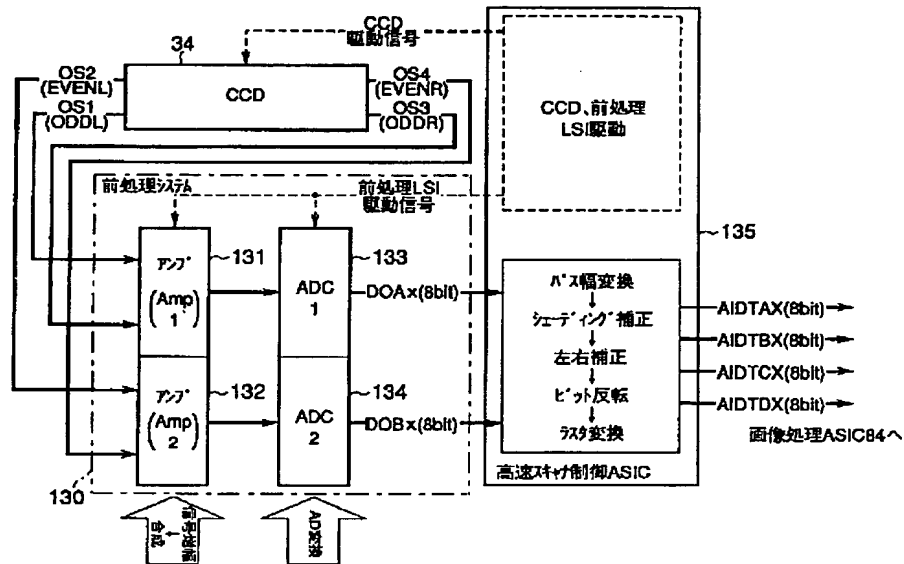 CCD
駆動信号
34
OS2
(EVENL)
OS1
(ODDL)
CCD
OS4
(EVENR)
OS3
(ODDR)
CCD、前処理
LSI駆動
前処理システム
前処理LSI
駆動信号
135
アンプ
(Amp
1)
131
ADC
1
133
DOAx(8bit)
アンプ
(Amp
2)
132
ADC
2
134
DOBx(8bit)
バス幅変換
シェーディング補正
左右補正
ビット反転
ラスタ変換
高速スキャナ制御ASIC
AIDTAX(8bit)
AIDTBX(8bit)
AIDTCX(8bit)
AIDTDX(8bit)
画像処理ASIC84へ
130
信号増幅
合成
AD変換